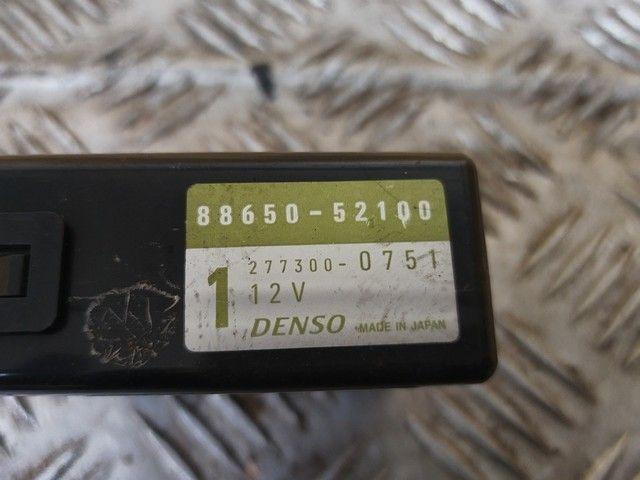 88650-52100
1
277300-0751
12V
DENSO MADE IN JAPAN